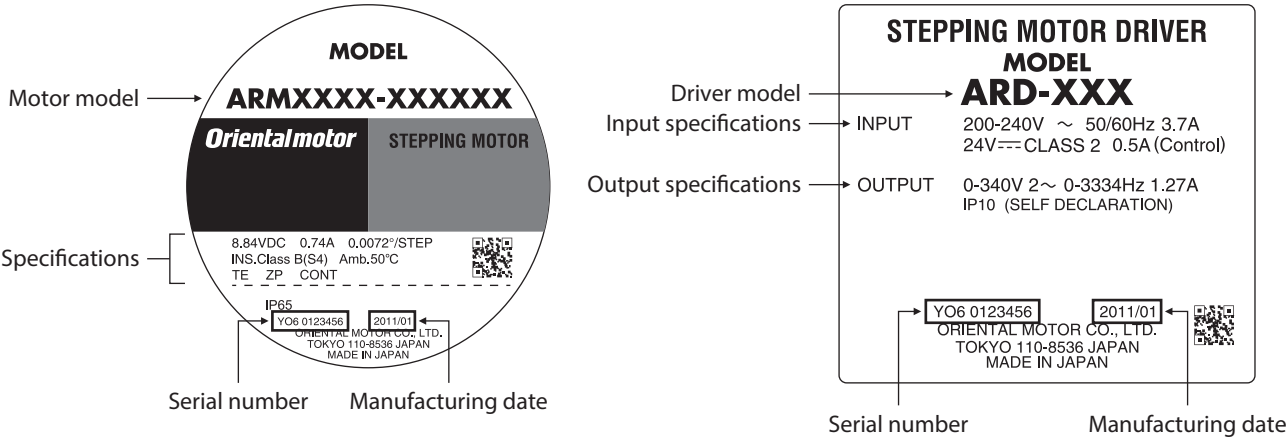 MODEL
Motor model
ARMXXXX-XXXXXX
Orientalmotor
STEPPING MOTOR
Specifications
8.84VDC 0.74A 0.0072°/STEP
INS.Class B(S4) Amb.50°C
TE ZP CONT
IP65
YO6 0123456 2011/01
ORIENTAL MOTOR CO., LTD.
TOKYO 110-8536 JAPAN
MADE IN JAPAN
Serial number Manufacturing date
STEPPING MOTOR DRIVER
MODEL
Driver model
ARD-XXX
Input specifications
INPUT 200-240V ～ 50/60Hz 3.7A
24V⎓CLASS 2 0.5A (Control)
Output specifications
OUTPUT 0-340V 2～ 0-3334Hz 1.27A
IP10 (SELF DECLARATION)
YO6 0123456 2011/01
ORIENTAL MOTOR CO., LTD.
TOKYO 110-8536 JAPAN
MADE IN JAPAN
Serial number Manufacturing date